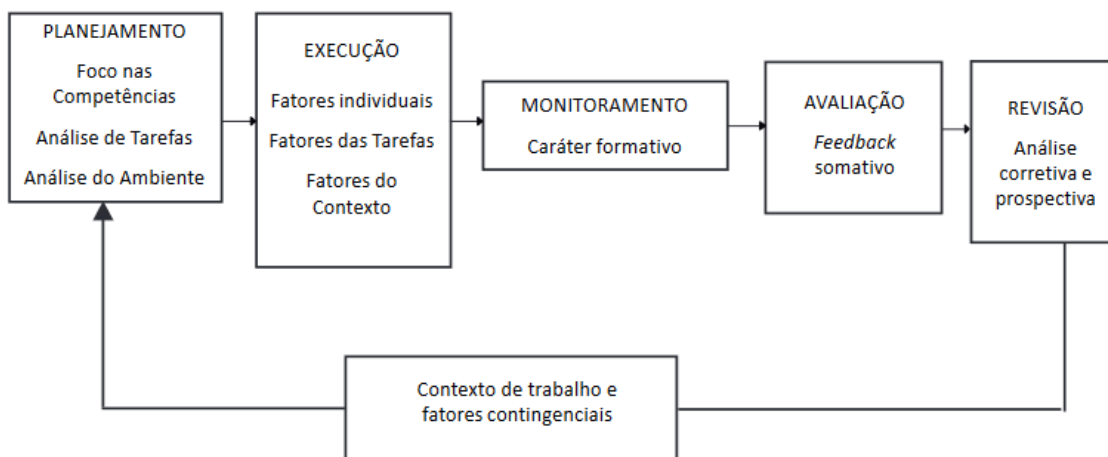 PLANEJAMENTO
Foco nas
Competências
Análise de Tarefas
Análise do Ambiente
EXECUÇÃO
Fatores individuais
Fatores das Tarefas
Fatores do
Contexto
MONITORAMENTO
Caráter formativo
AVALIAÇÃO
Feedback
somativo
REVISÃO
Análise
corretiva e
prospectiva
Contexto de trabalho e
fatores contingenciais